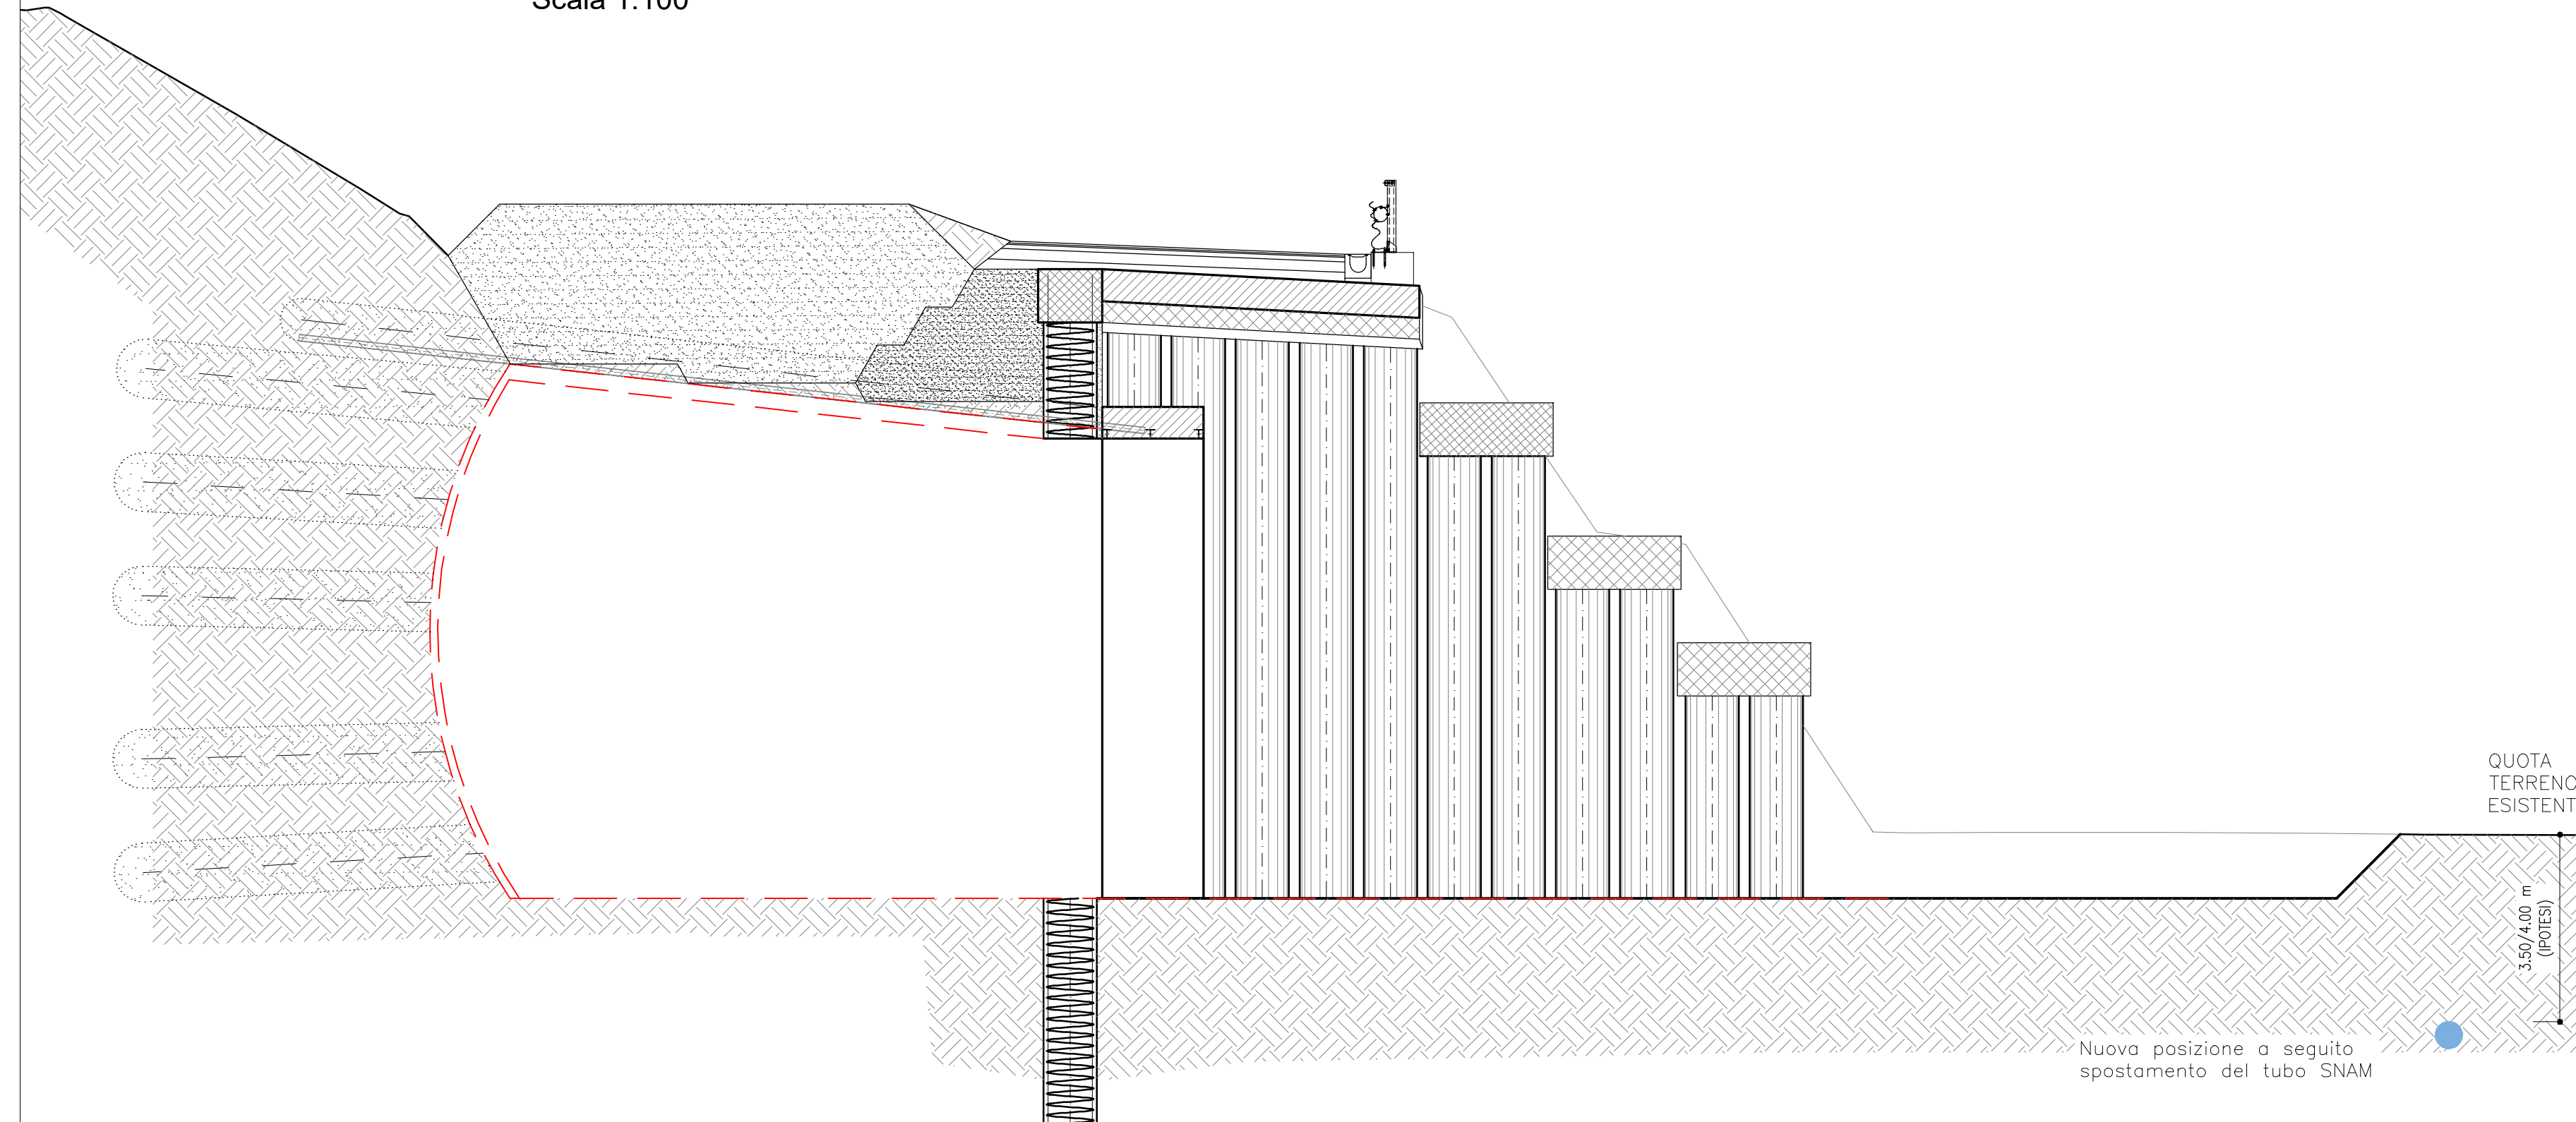 Scala 1:100
QUOTA
TERRENO
ESISTENT
3.50/4.00 m
(IPOTESI)
Nuova posizione a seguito
spostamento del tubo SNAM